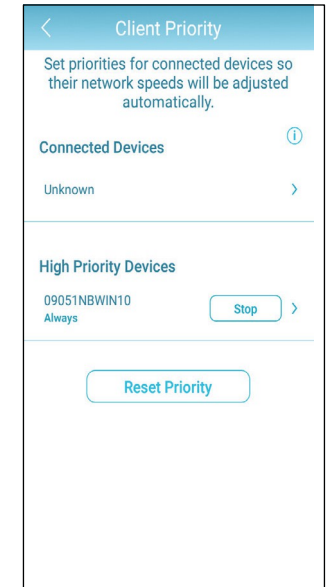 Client Priority
Set priorities for connected devices so
their network speeds will be adjusted
automatically.
Connected Devices
Unknown
High Priority Devices
09051NBWIN10
Always
Stop
Reset Priority